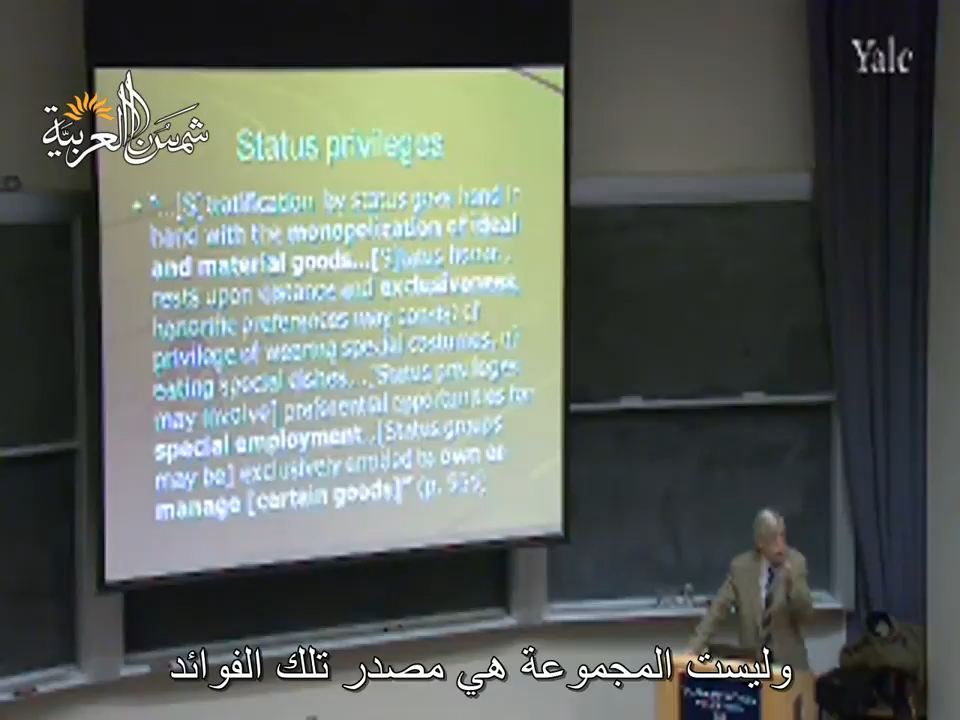 Yale
شمس العربية
Status privileges
"...[S]tratification by status goes hand in
hand with the monopolization of ideal
and material goods...[S]tatus honor..
rests upon distance and exclusiveness.
honorific preferences may consist of
privilege of wearing special costumes, of
eating special dishes... [Status privileges
may involve] preferential opportunities for
special employment..[Status groups
may be] exclusively entitled to own or
manage [certain goods]" (p. 935)
وليست المجموعة هي مصدر تلك الفوائد